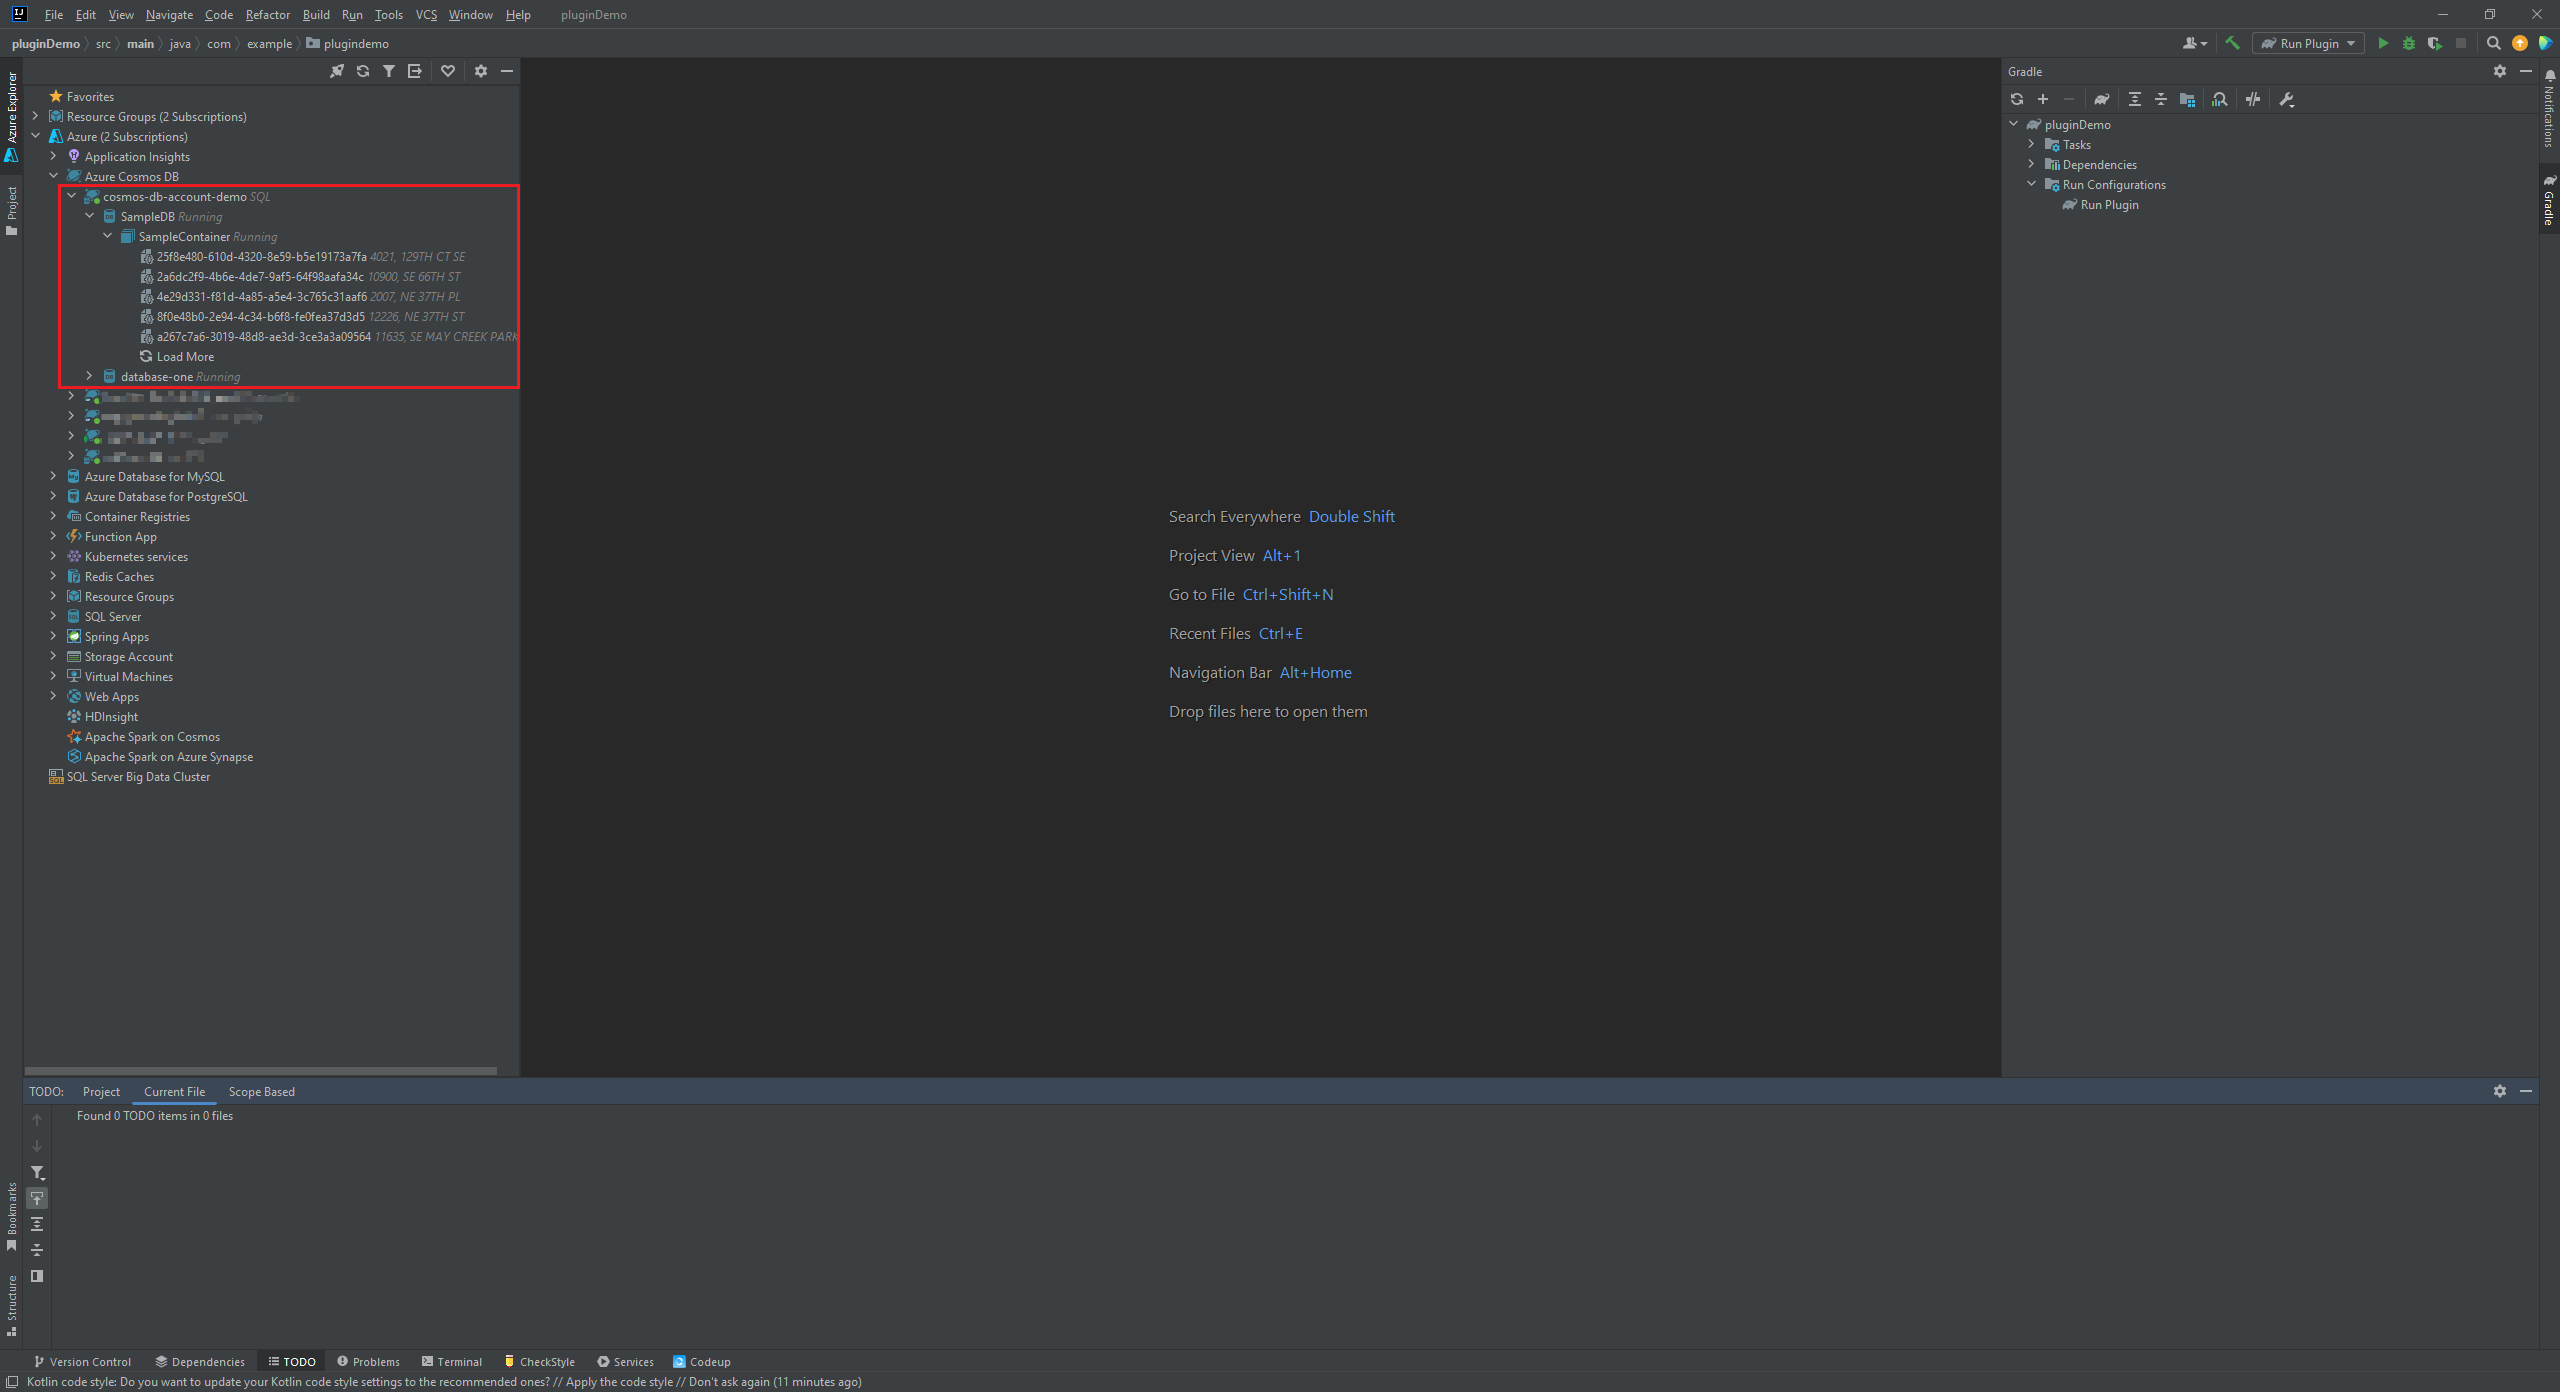 File Edit View Navigate Code Refactor Build Run Tools VCS Window Help pluginDemo
pluginDemo src main java com example plugindemo
Run Plugin
Azure Explorer
Project
Bookmarks
Structure
Favorites
Resource Groups (2 Subscriptions)
Azure (2 Subscriptions)
Application Insights
Azure Cosmos DB
cosmos-db-account-demo SQL
SampleDB Running
SampleContainer Running
25f8e480-610d-4320-8e59-b5e19173a7fa 4021, 129TH CT SE
2a6dc2f9-4b6e-4de7-9af5-64f98aafa34c 10900, SE 66TH ST
4e29d331-f81d-4a85-a5e4-3c765c31aaf6 2007, NE 37TH PL
8f0e48b0-2e94-4c34-b6f8-fe0fea37d3d5 12226, NE 37TH ST
a267c7a6-3019-48d8-ae3d-3ce3a3a09564 11635, SE MAY CREEK PARK
Load More
database-one Running
Azure Database for MySQL
Azure Database for PostgreSQL
Container Registries
Function App
Kubernetes services
Redis Caches
Resource Groups
SQL Server
Spring Apps
Storage Account
Virtual Machines
Web Apps
HDInsight
Apache Spark on Cosmos
Apache Spark on Azure Synapse
SQL Server Big Data Cluster
Search Everywhere Double Shift
Project View Alt+1
Go to File Ctrl+Shift+N
Recent Files Ctrl+E
Navigation Bar Alt+Home
Drop files here to open them
Gradle
pluginDemo
Tasks
Dependencies
Run Configurations
Run Plugin
Notifications
Gradle
TODO: Project Current File Scope Based
Found 0 TODO items in 0 files
Version Control Dependencies TODO Problems Terminal CheckStyle Services Codeup
Kotlin code style: Do you want to update your Kotlin code style settings to the recommended ones? // Apply the code style // Don't ask again (11 minutes ago)